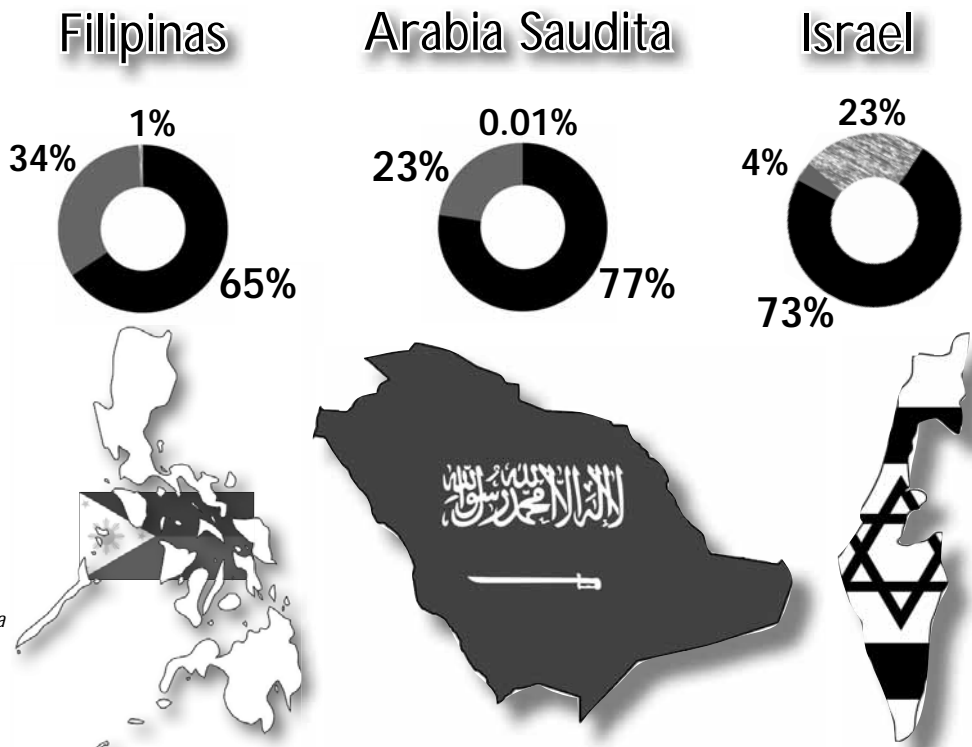 Filipinas
Arabia Saudita
Israel
1%
34%
65%
0.01%
23%
77%
23%
4%
73%
لا إله إلا الله محمد رسول الله
a